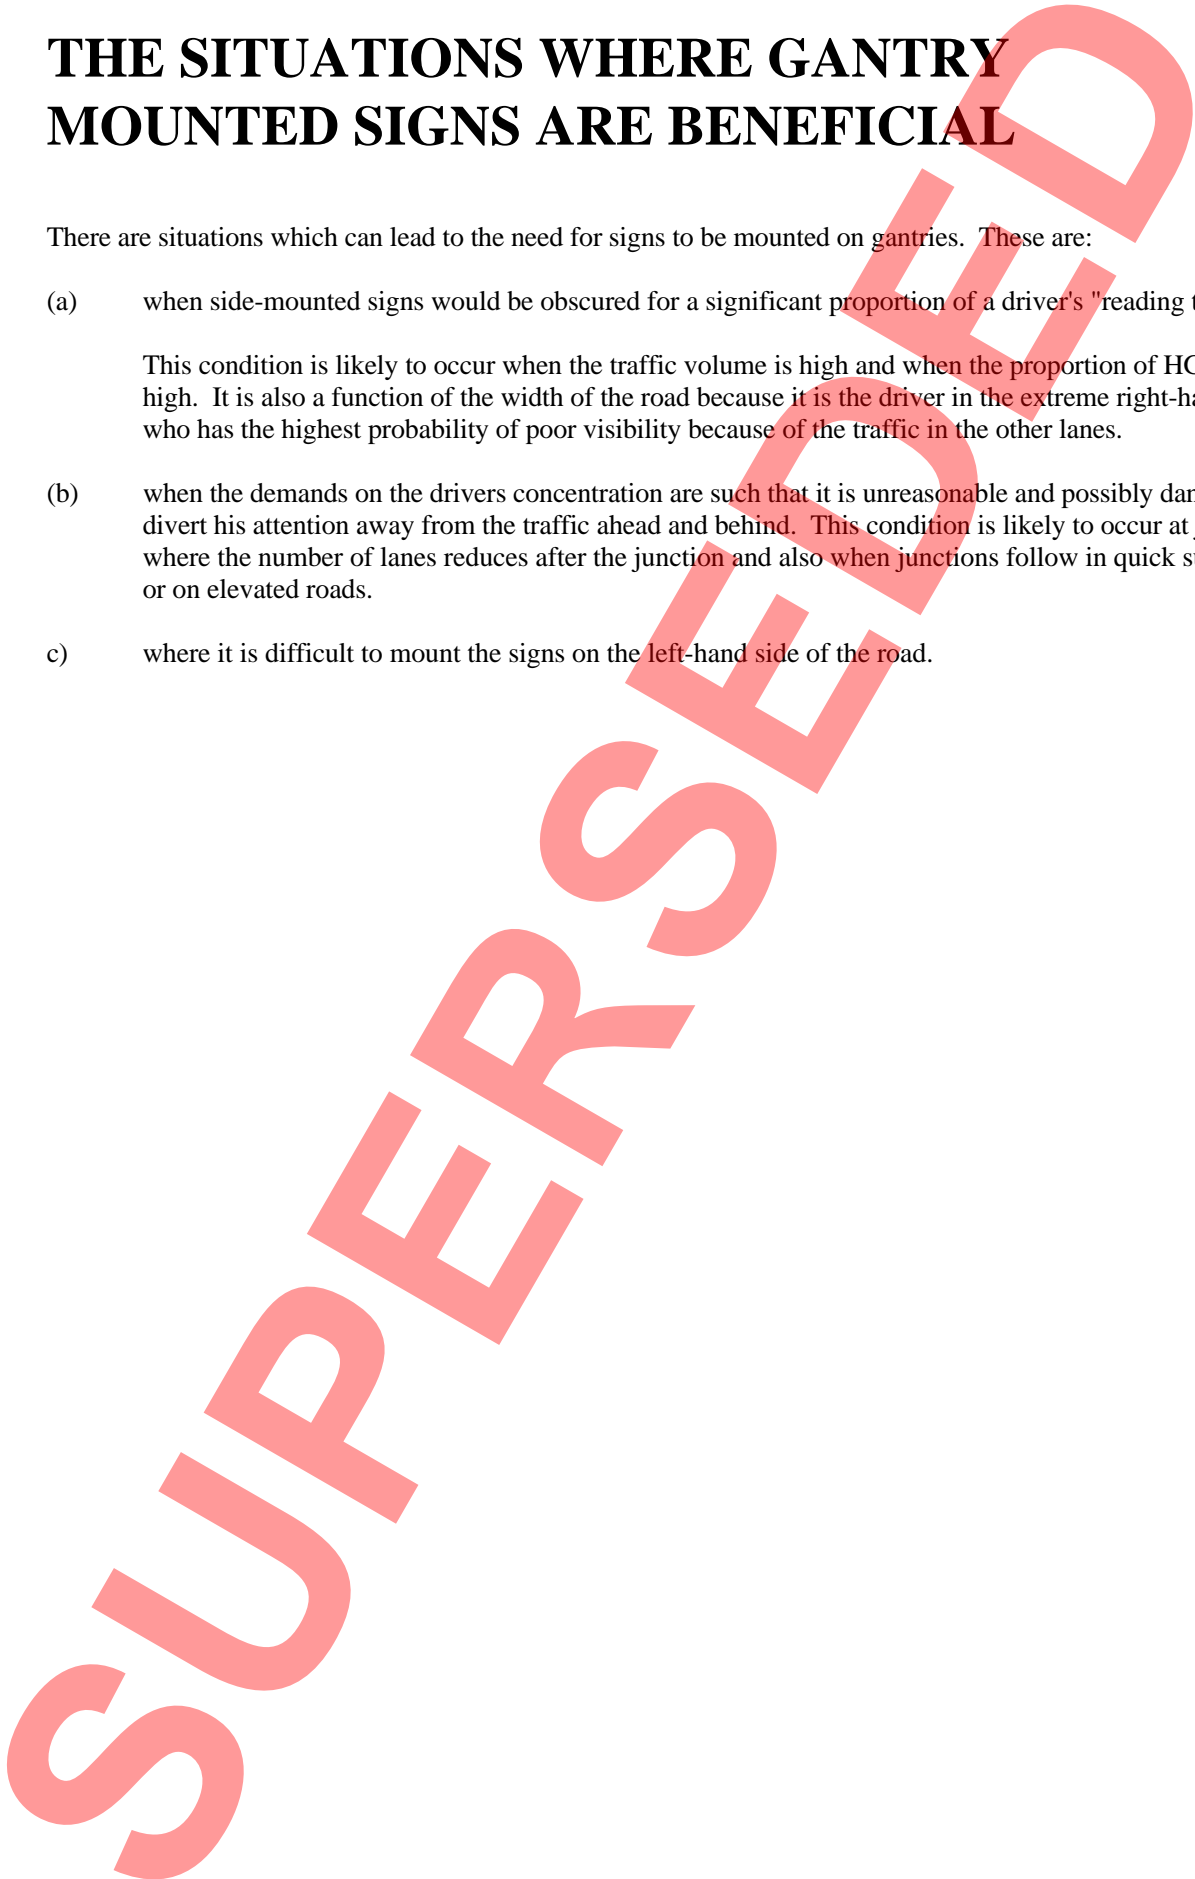 THE SITUATIONS WHERE GANTRY
MOUNTED SIGNS ARE BENEFICIAL
There are situations which can lead to the need for signs to be mounted on gantries. These are:
(a) when side-mounted signs would be obscured for a significant proportion of a driver's "reading
This condition is likely to occur when the traffic volume is high and when the proportion of
high. It is also a function of the width of the road because it is the driver in the extreme
who has the highest probability of poor visibility because of the traffic in the other lanes.
(b) when the demands on the drivers concentration are such that it is unreasonable and possibly
divert his attention away from the traffic ahead and behind. This condition is likely to occur at
where the number of lanes reduces after the junction and also when junctions follow in quick
or on elevated roads.
c) where it is difficult to mount the signs on the left-hand side of the road.
SUPERSEDED